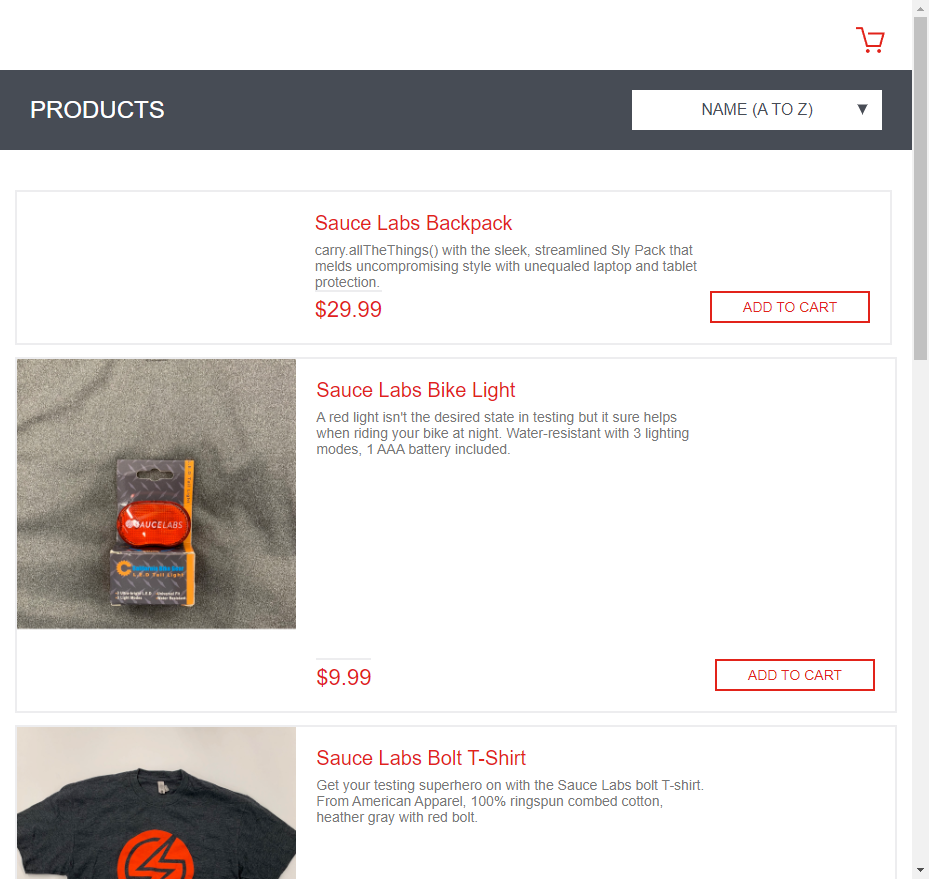 PRODUCTS
NAME (A TO Z)
Sauce Labs Backpack
carry.allTheThings() with the sleek, streamlined Sly Pack that
melds uncompromising style with unequaled laptop and tablet
protection.
$29.99
ADD TO CART
Sauce Labs Bike Light
A red light isn't the desired state in testing but it sure helps
when riding your bike at night. Water-resistant with 3 lighting
modes, 1 AAA battery included.
SAUCELABS
L.E.D Tail Light
$9.99
ADD TO CART
Sauce Labs Bolt T-Shirt
Get your testing superhero on with the Sauce Labs bolt T-shirt.
From American Apparel, 100% ringspun combed cotton,
heather gray with red bolt.